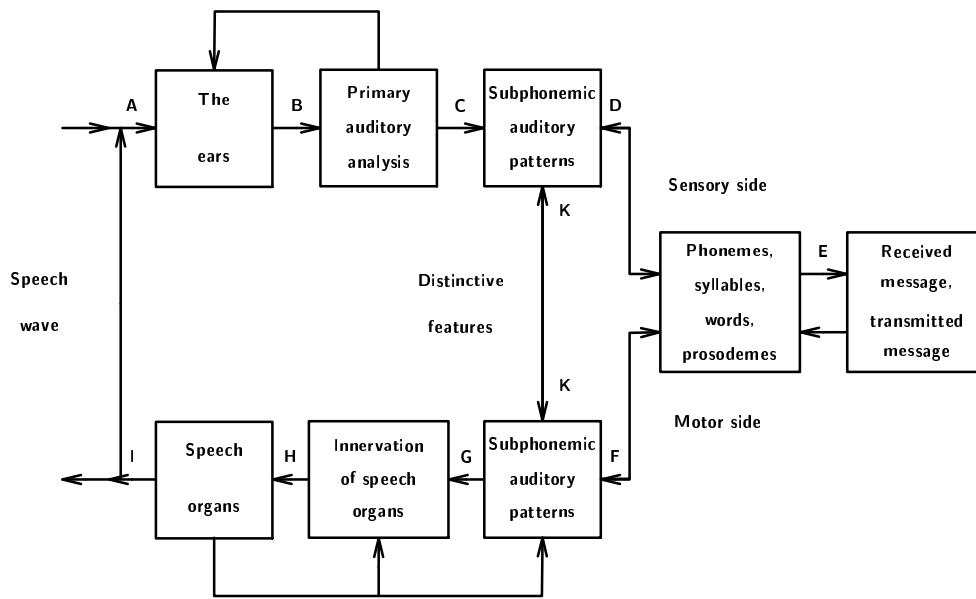 A
The
ears
B
Primary
auditory
analysis
C
Subphonemic
auditory
patterns
D
K
Sensory side
Speech
wave
Distinctive
features
Phonemes,
syllables,
words,
prosodemes
E
Received
message,
transmitted
message
K
Motor side
I
Speech
organs
H
Innervation
of speech
organs
G
Subphonemic
auditory
patterns
F